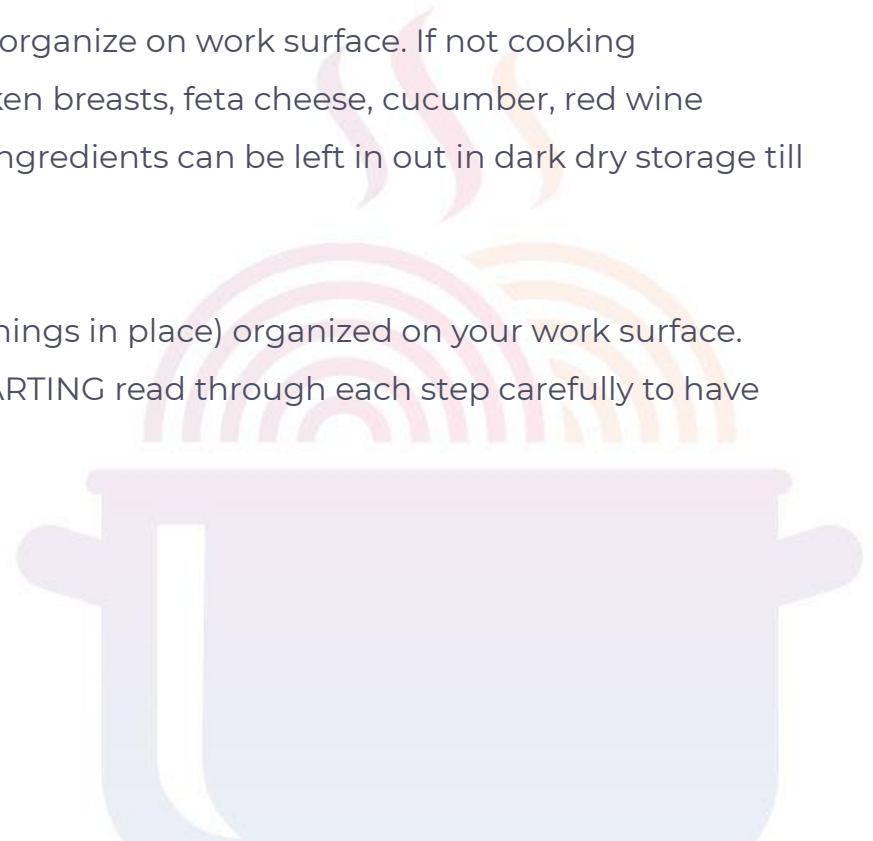 organize on work surface. If not cooking
ken breasts, feta cheese, cucumber, red wine
ngredients can be left in out in dark dry storage till
hings in place) organized on your work surface.
ARTING read through each step carefully to have